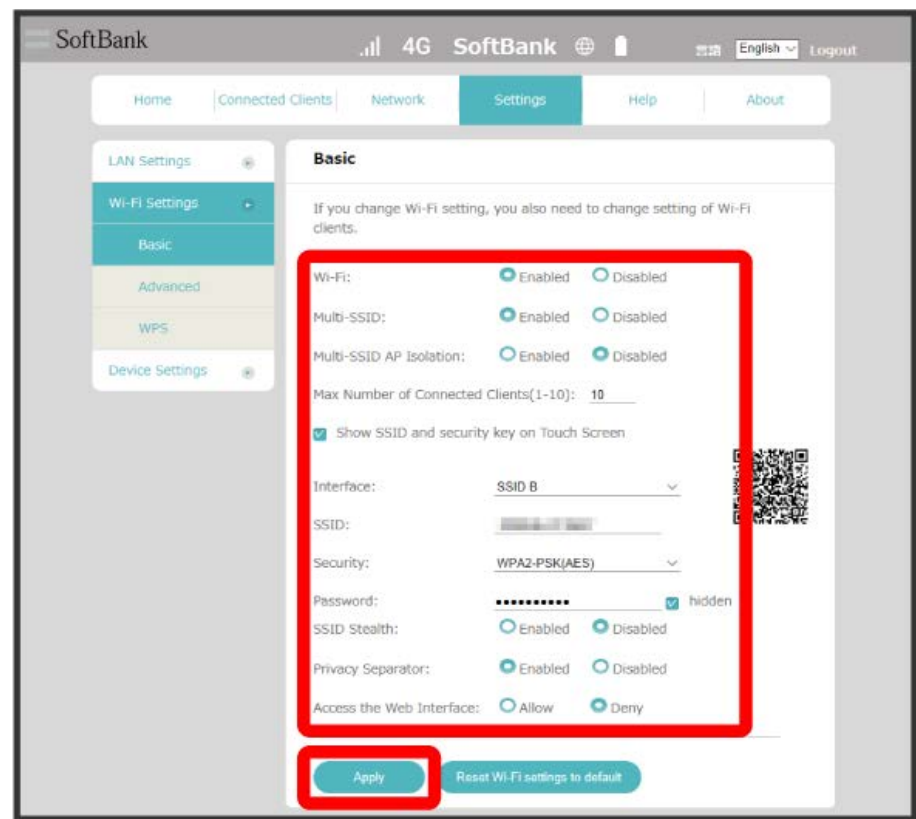 SoftBank
4G SoftBank 言語 English Logout
Home Connected Clients Network Settings Help About
LAN Settings
Wi-Fi Settings
Basic
Advanced
WPS
Device Settings
Basic
If you change Wi-Fi setting, you also need to change setting of Wi-Fi
clients.
Wi-Fi: Enabled Disabled
Multi-SSID: Enabled Disabled
Multi-SSID AP Isolation: Enabled Disabled
Max Number of Connected Clients(1-10): 10
Show SSID and security key on Touch Screen
Interface: SSID B
SSID:
Security: WPA2-PSK(AES)
Password: •••••••••• hidden
SSID Stealth: Enabled Disabled
Privacy Separator: Enabled Disabled
Access the Web Interface: Allow Deny
Apply Reset Wi-Fi settings to default